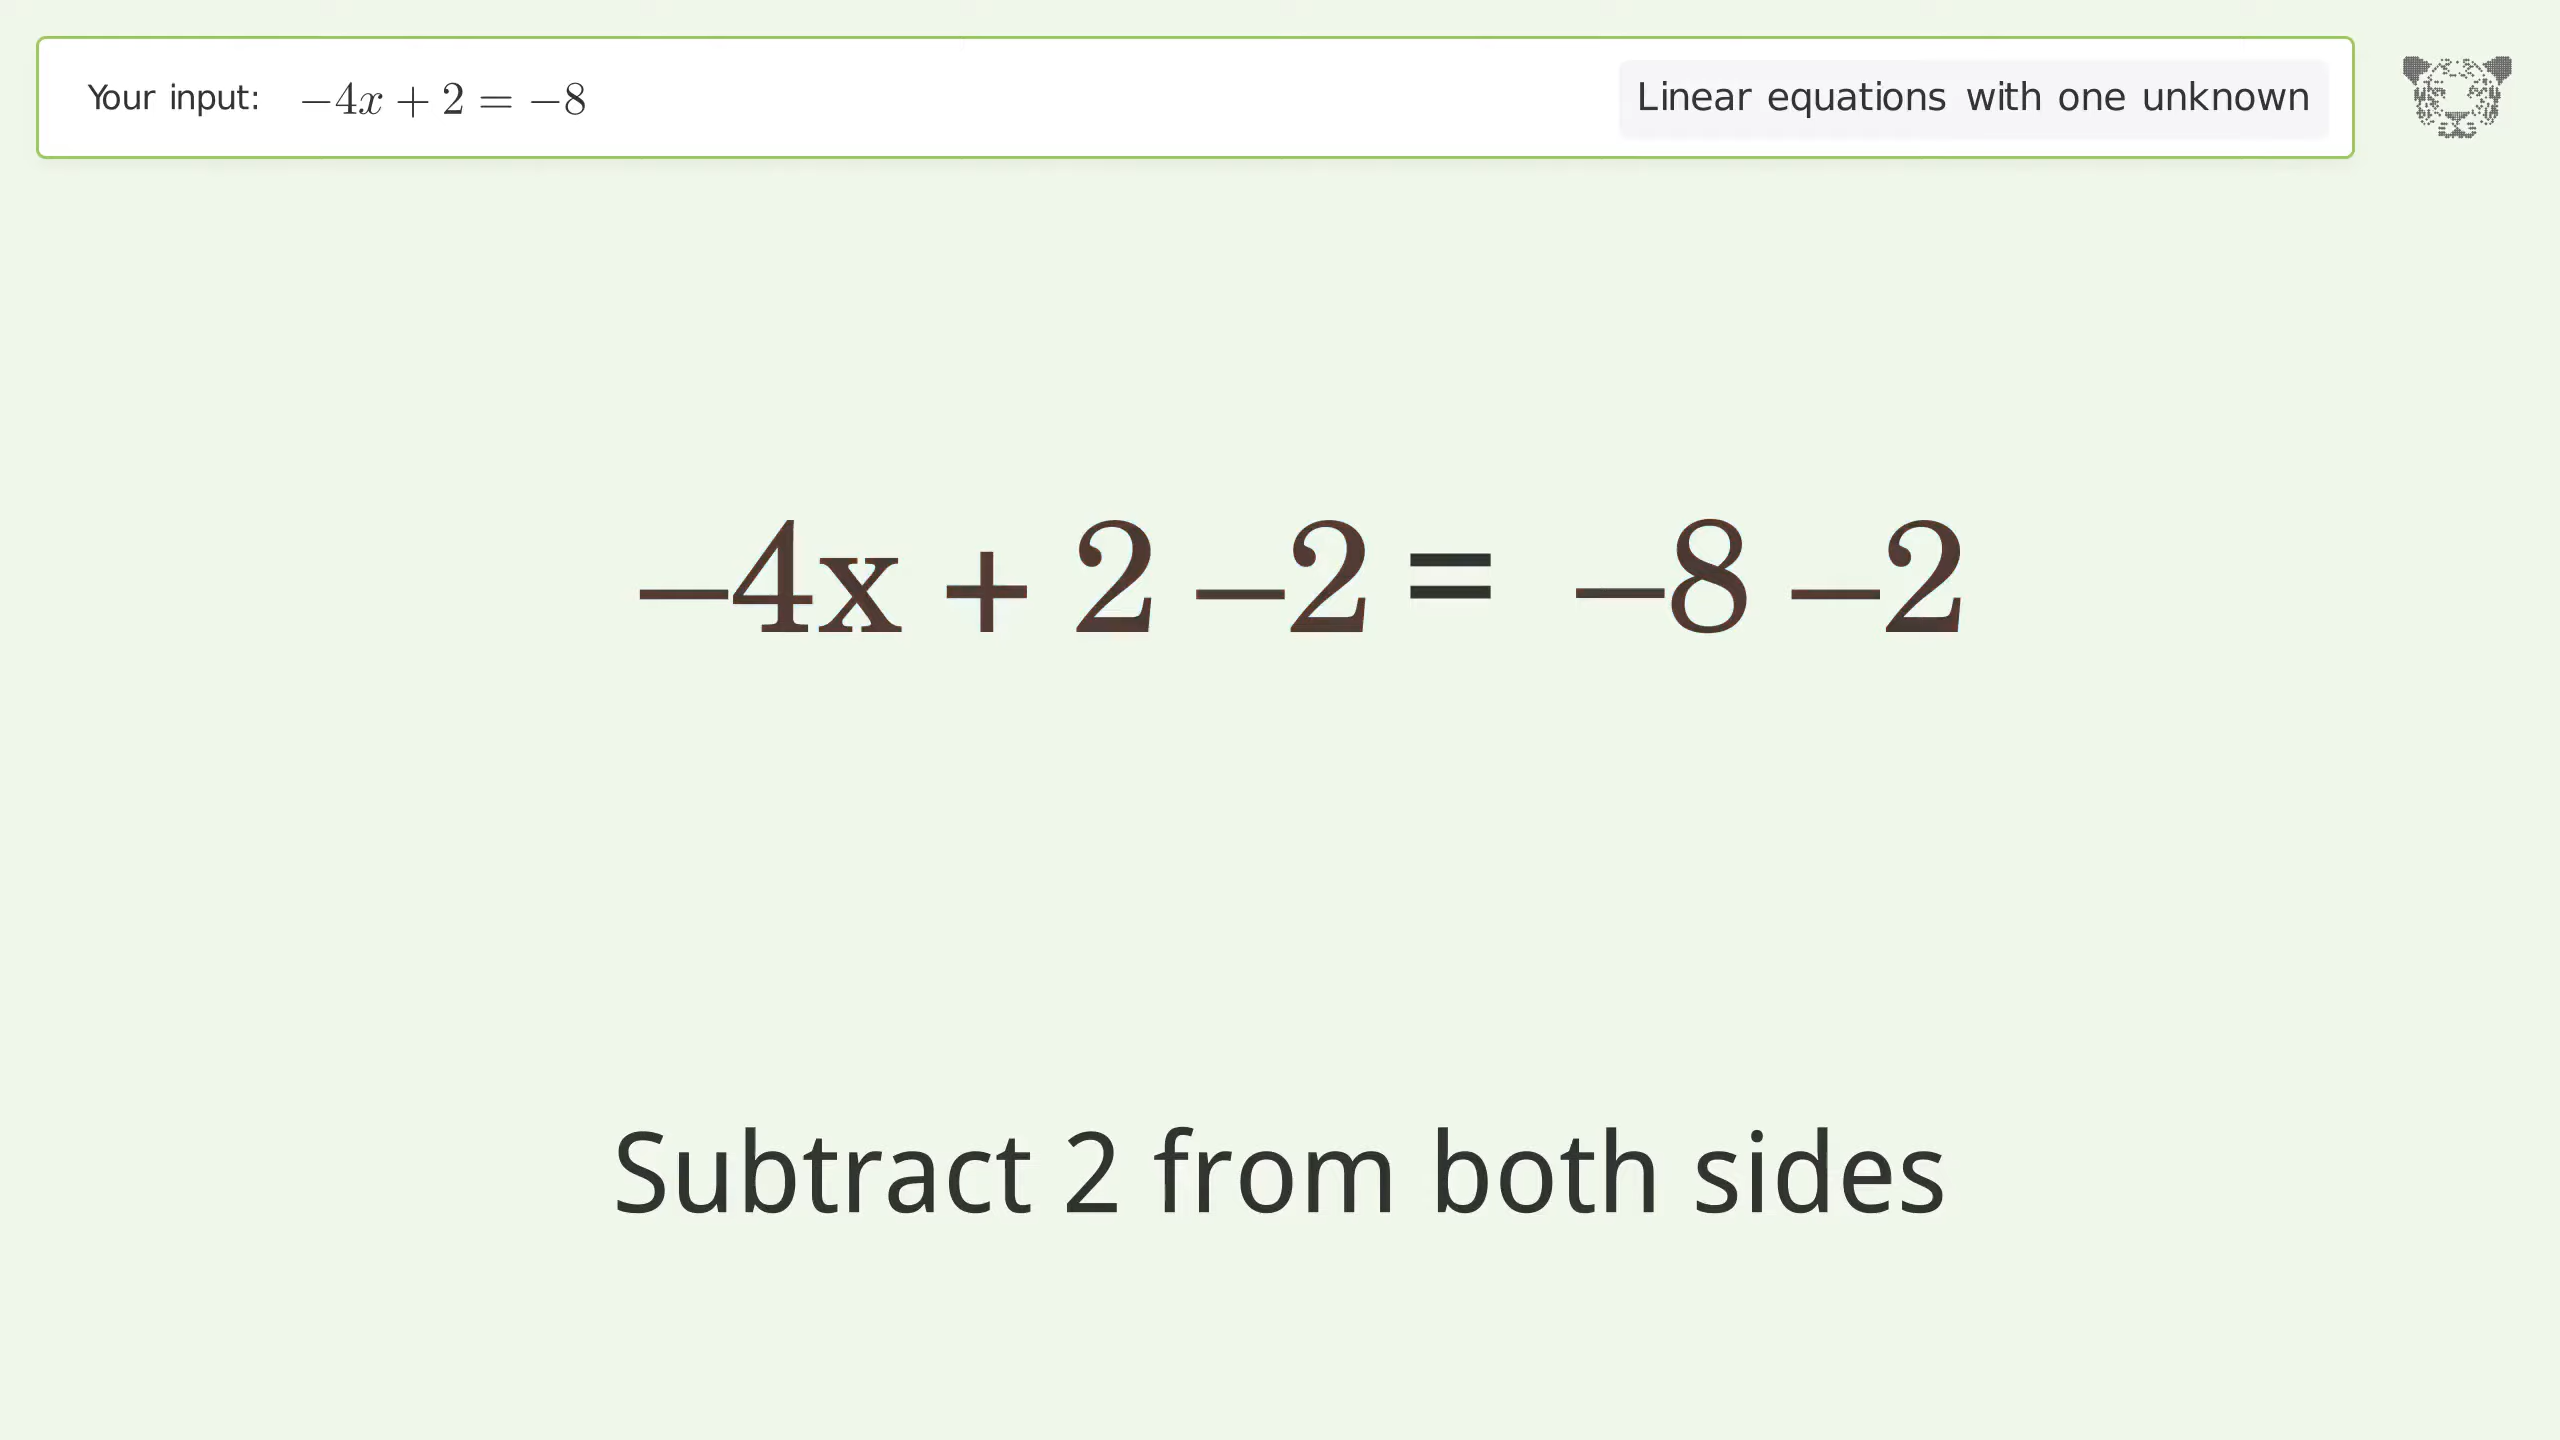 Your input: −4x + 2 = −8
Linear equations with one unknown
−4x + 2 −2 = −8 −2
Subtract 2 from both sides